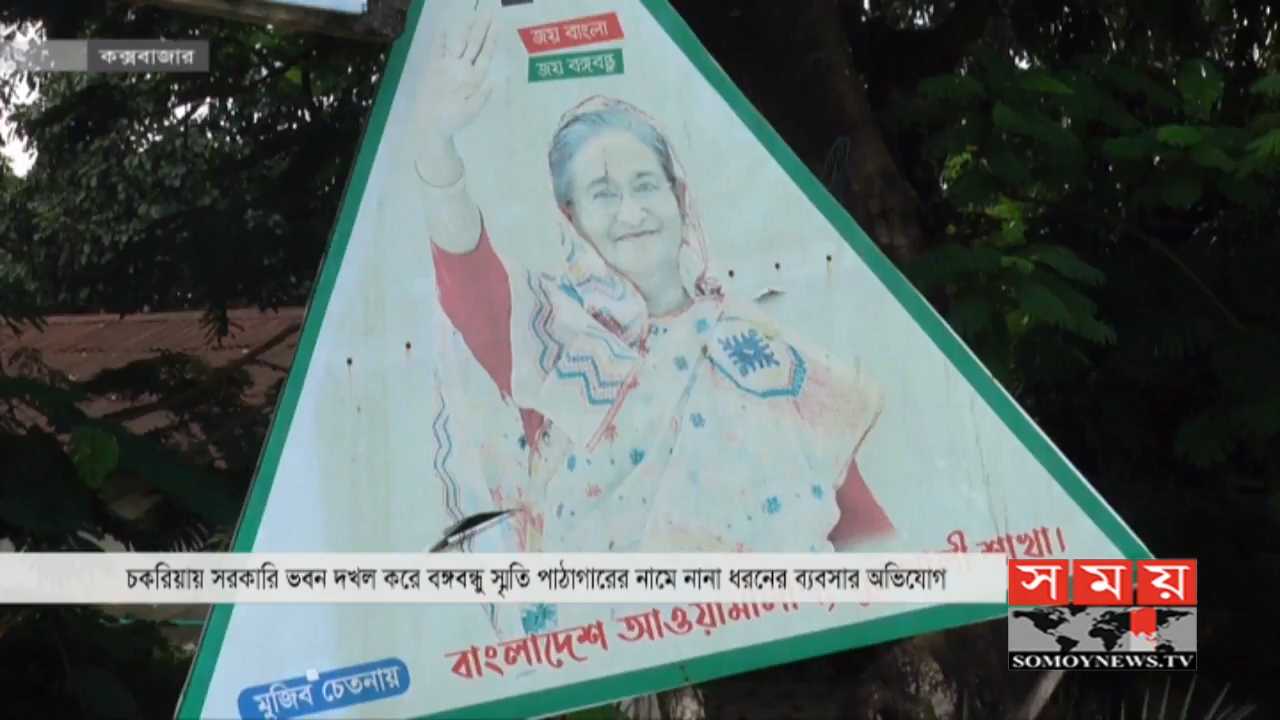 কক্সবাজার
জয় বাংলা
জয় বঙ্গবন্ধু
শাখা।
চকরিয়ায় সরকারি ভবন দখল করে বঙ্গবন্ধু স্মৃতি পাঠাগারের নামে নানা ধরনের ব্যবসার অভিযোগ
বাংলাদেশ
মুজিব চেতনায়
সময়
SOMOYNEWS.TV